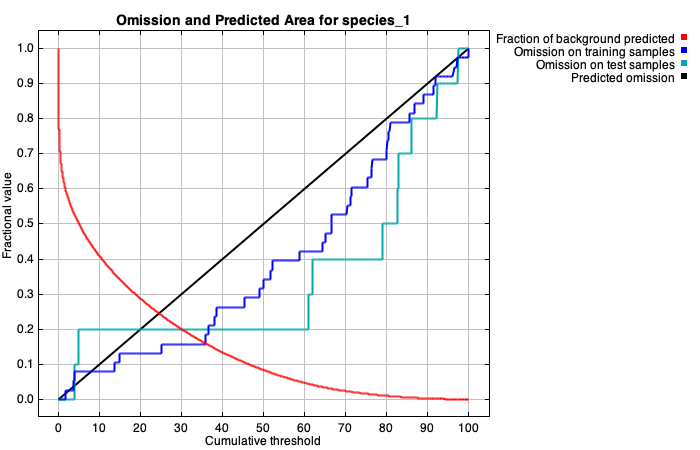 Omission and Predicted Area for species_1
Fraction of background predicted
Omission on training samples
Omission on test samples
Predicted omission
Fractional value
1.0
0.9
0.8
0.7
0.6
0.5
0.4
0.3
0.2
0.1
0.0
0 10 20 30 40 50 60 70 80 90 100
Cumulative threshold